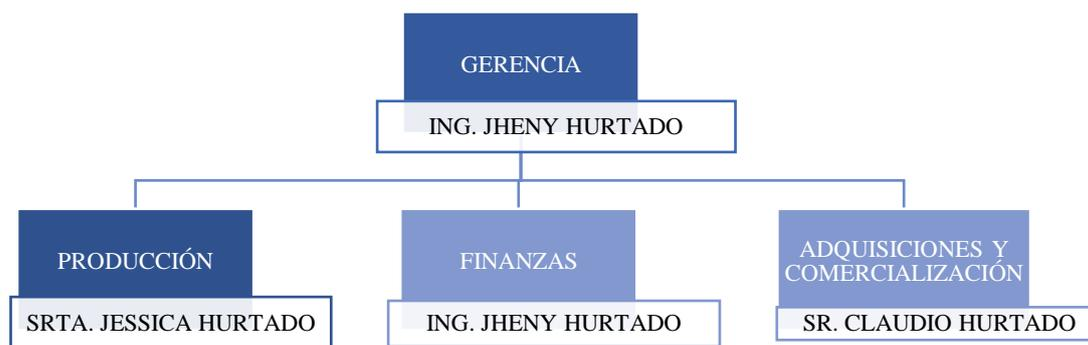 GERENCIA
ING. JHENY HURTADO
PRODUCCIÓN
SRTA. JESSICA HURTADO
FINANZAS
ING. JHENY HURTADO
ADQUISICIONES Y
COMERCIALIZACIÓN
SR. CLAUDIO HURTADO